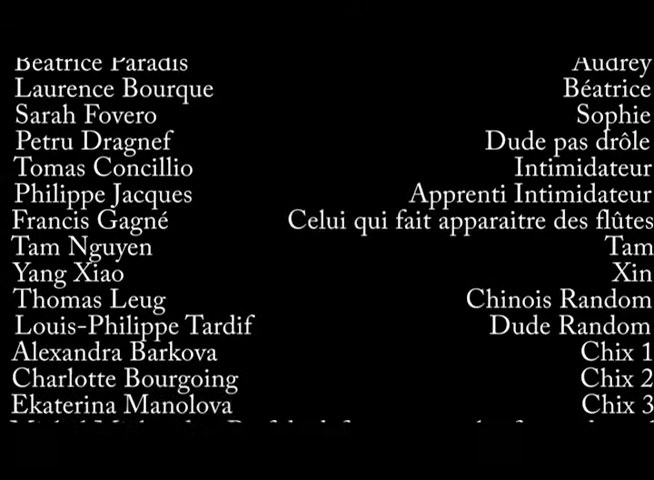 Béatrice Paradis Audrey
Laurence Bourque Béatrice
Sarah Fovero Sophie
Petru Dragnef Dude pas drôle
Tomas Concillio Intimidateur
Philippe Jacques Apprenti Intimidateur
Francis Gagné Celui qui fait apparaitre des flûtes
Tam Nguyen Tam
Yang Xiao Xin
Thomas Leug Chinois Random
Louis-Philippe Tardif Dude Random
Alexandra Barkova Chix 1
Charlotte Bourgoing Chix 2
Ekaterina Manolova Chix 3